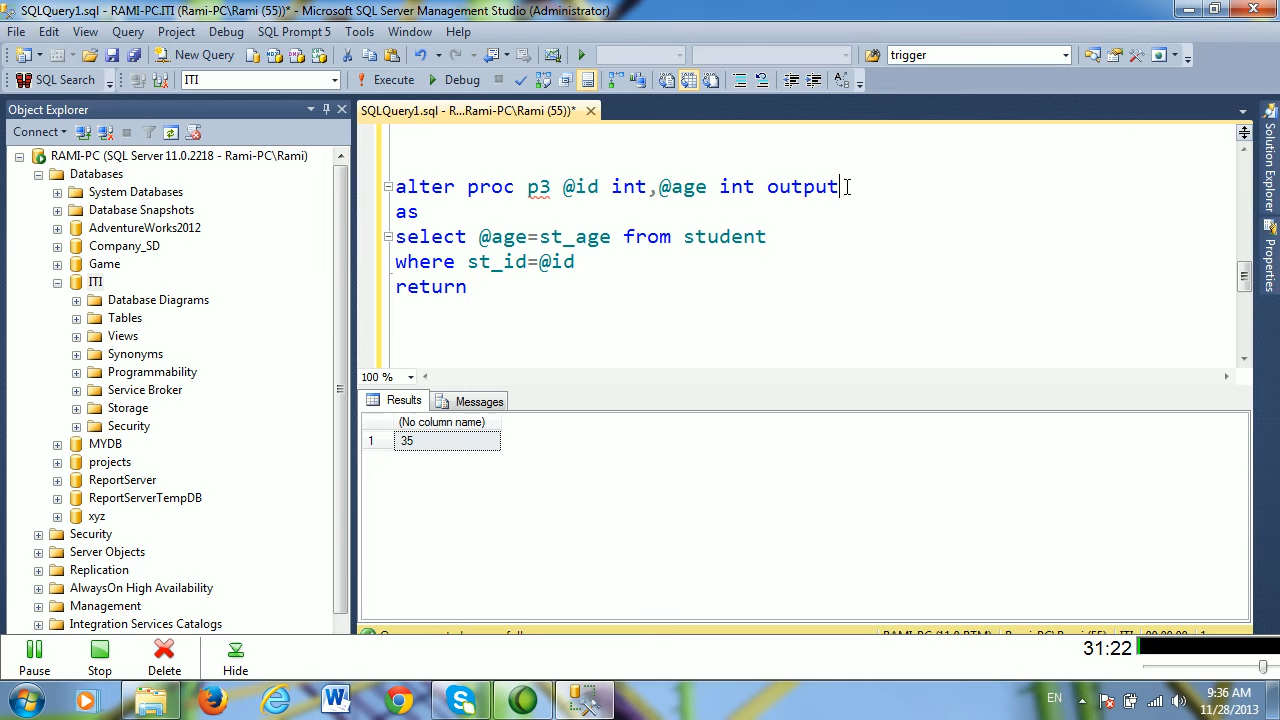 SQLQuery1.sql - RAMI-PC.ITI (Rami-PC\Rami (55))* - Microsoft SQL Server Management Studio (Administrator)
File Edit View Query Project Debug SQL Prompt 5 Tools Window Help
New Query trigger
SQL Search ITI Execute Debug
Object Explorer
SQLQuery1.sql - R...Rami-PC\Rami (55))*
Connect
RAMI-PC (SQL Server 11.0.2218 - Rami-PC\Rami)
Databases
System Databases
Database Snapshots
AdventureWorks2012
Company_SD
Game
ITI
Database Diagrams
Tables
Views
Synonyms
Programmability
Service Broker
Storage
Security
MYDB
projects
ReportServer
ReportServerTempDB
xyz
Security
Server Objects
Replication
AlwaysOn High Availability
Management
Integration Services Catalogs
alter proc p3 @id int,@age int output
as
select @age=st_age from student
where st_id=@id
return
100 %
Results Messages
(No column name)
1 35
Solution Explorer
Properties
Pause Stop Delete Hide
31:22
EN
9:36 AM
11/28/2013